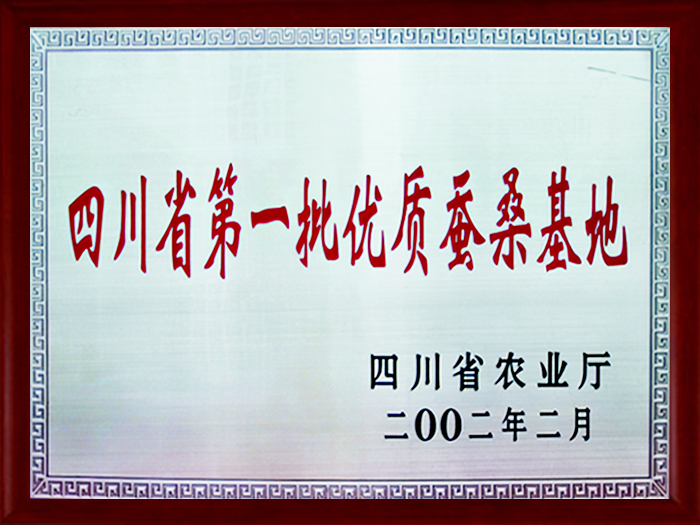 四川省第一批优质蚕桑基地
四川省农业厅
二00二年二月